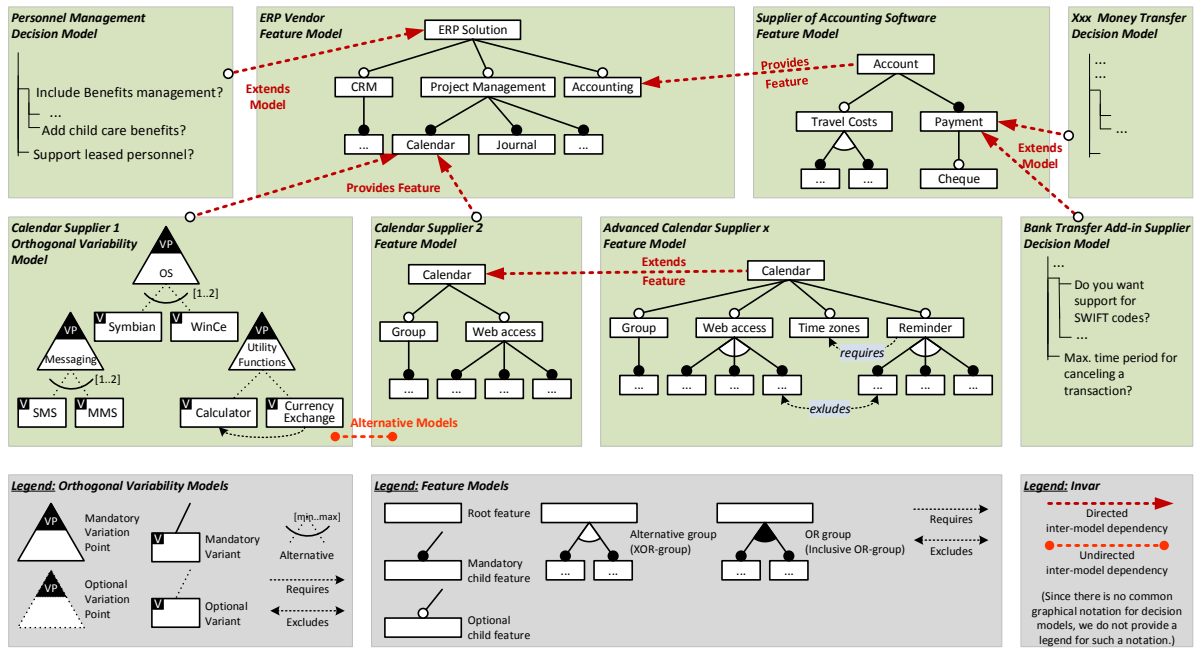 Personnel Management
Decision Model
Include Benefits management?
...
Add child care benefits?
Support leased personnel?
Extends
Model
ERP Vendor
Feature Model
ERP Solution
CRM
Project Management
Accounting
...
Calendar
Journal
...
Provides Feature
Supplier of Accounting Software
Feature Model
Provides
Feature
Account
Travel Costs
Payment
...
...
Cheque
Extends
Model
Xxx Money Transfer
Decision Model
...
...
...
Calendar Supplier 1
Orthogonal Variability
Model
VP
OS
[1..2]
V
Symbian
V
WinCe
VP
Messaging
[1..2]
V
SMS
V
MMS
VP
Utility
Functions
V
Calculator
V
Currency
Exchange
Alternative Models
Calendar Supplier 2
Feature Model
Calendar
Group
Web access
...
...
...
...
Extends
Feature
Advanced Calendar Supplier x
Feature Model
Calendar
Group
Web access
Time zones
Reminder
requires
...
...
...
...
...
...
...
exludes
Bank Transfer Add-in Supplier
Decision Model
...
Do you want
support for
SWIFT codes?
...
Max. time period for
canceling a
transaction?
Legend: Orthogonal Variability Models
VP
Mandatory
Variation
Point
V
Mandatory
Variant
[min..max]
Alternative
VP
Optional
Variation
Point
V
Optional
Variant
Requires
Excludes
Legend: Feature Models
Root feature
Mandatory
child feature
Optional
child feature
Alternative group
(XOR-group)
...
...
OR group
(Inclusive OR-group)
...
...
Requires
Excludes
Legend: Invar
Directed
inter-model dependency
Undirected
inter-model dependency
(Since there is no common
graphical notation for decision
models, we do not provide a
legend for such a notation.)